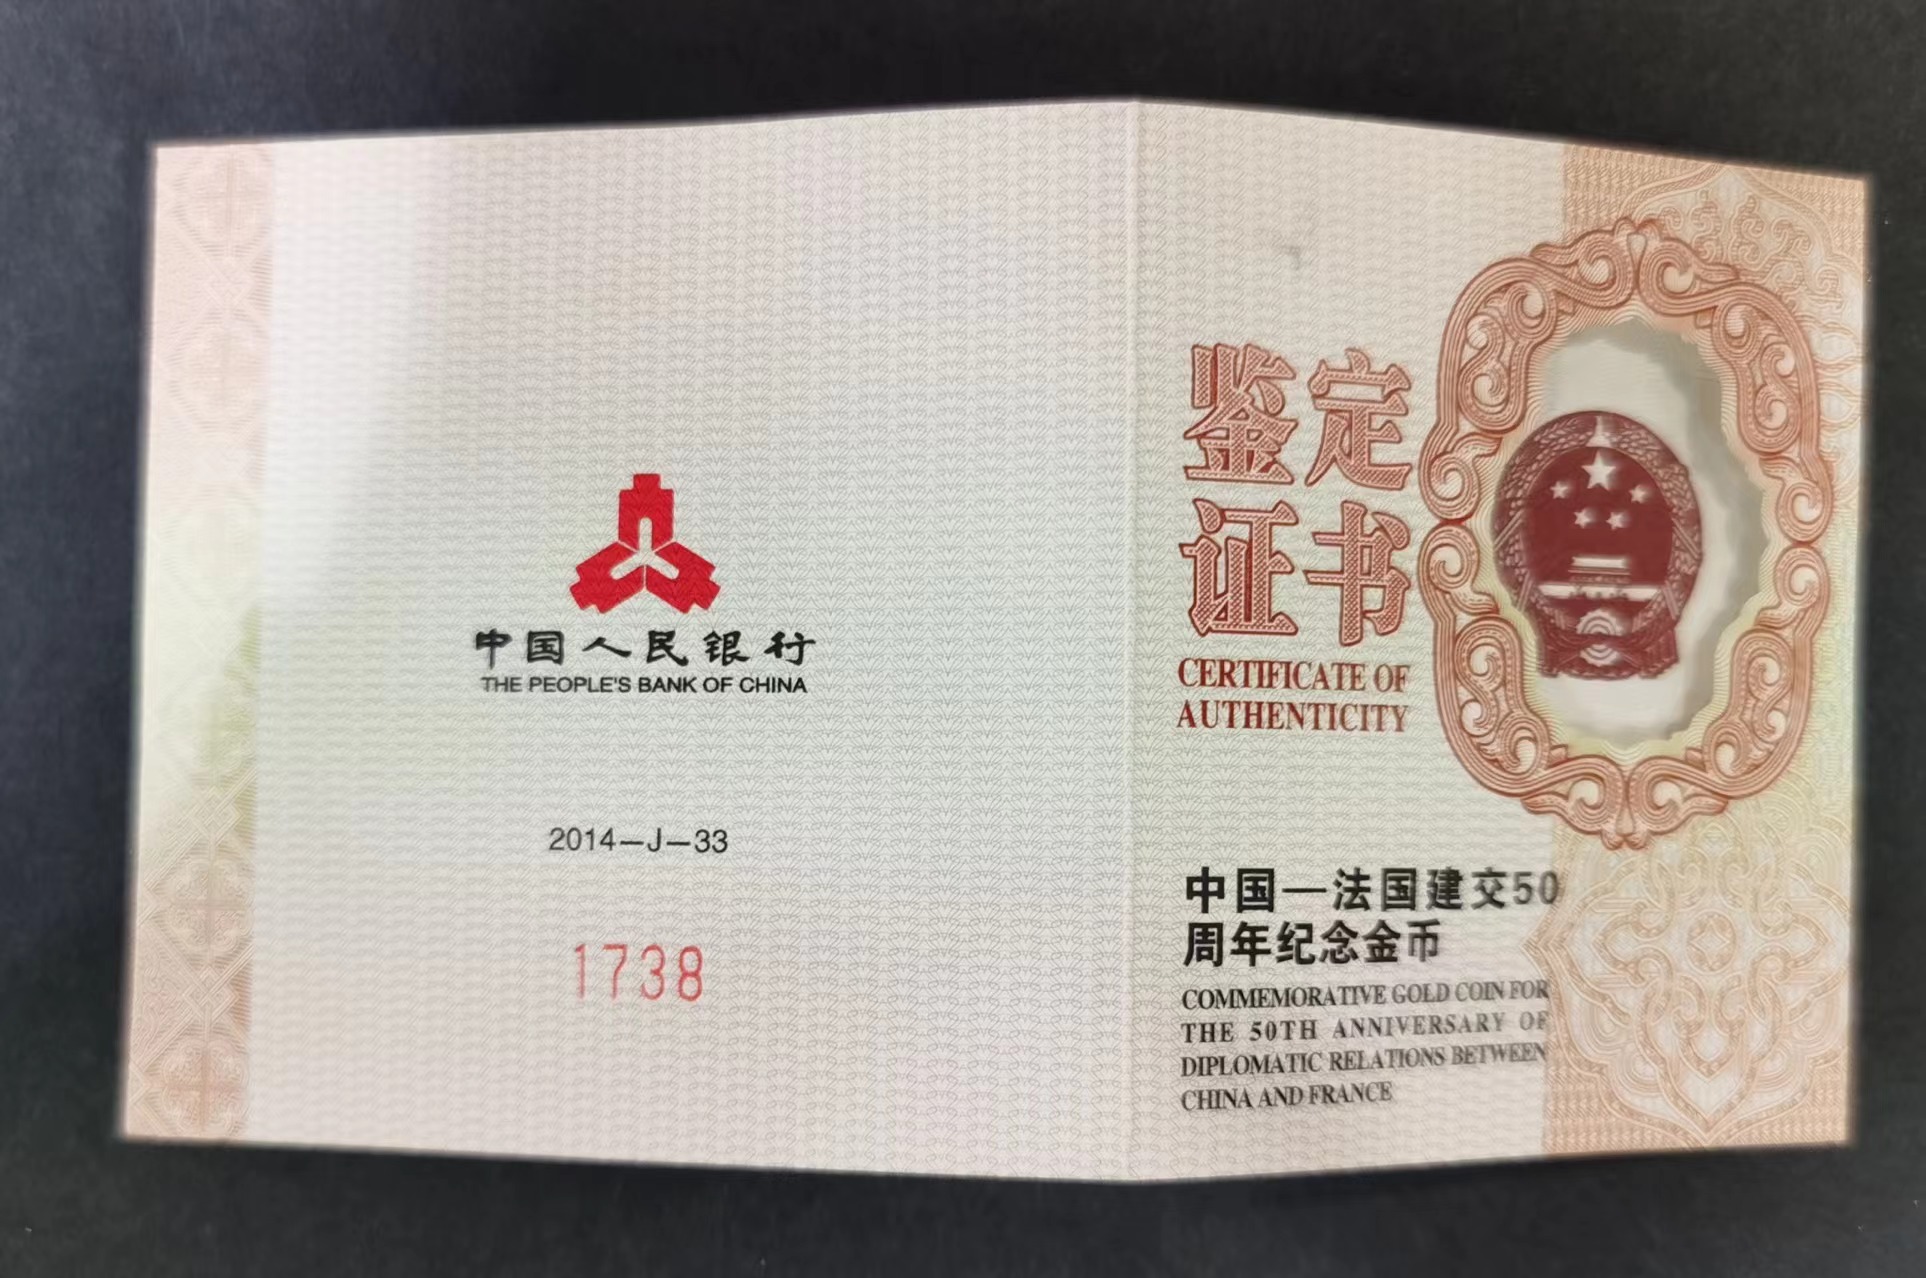 中国人民银行
THE PEOPLE'S BANK OF CHINA
2014—J—33
1738
鉴定
证书
CERTIFICATE OF
AUTHENTICITY
中国—法国建交50
周年纪念金币
COMMEMORATIVE GOLD COIN FOR
THE 50TH ANNIVERSARY OF
DIPLOMATIC RELATIONS BETWEEN
CHINA AND FRANCE